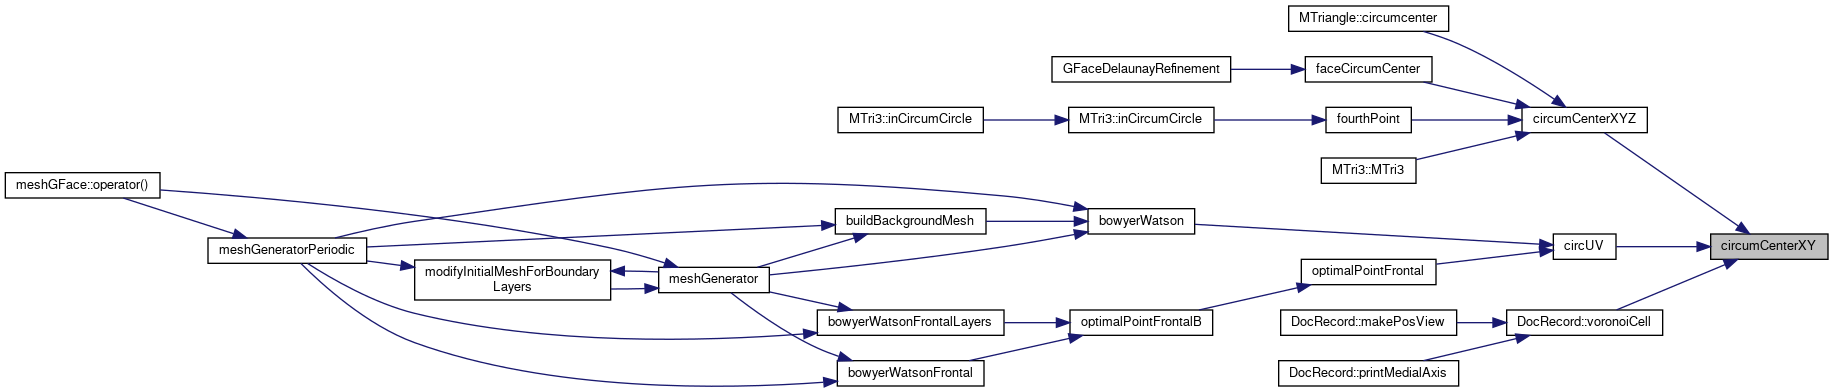 MTriangle::circumcenter
GFaceDelaunayRefinement
faceCircumCenter
MTri3::inCircumCircle
MTri3::inCircumCircle
fourthPoint
circumCenterXYZ
MTri3::MTri3
meshGFace::operator()
buildBackgroundMesh
bowyerWatson
meshGeneratorPeriodic
circUV
circumCenterXY
modifyInitialMeshForBoundary
Layers
meshGenerator
optimalPointFrontal
bowyerWatsonFrontalLayers
optimalPointFrontalB
DocRecord::makePosView
DocRecord::voronoiCell
bowyerWatsonFrontal
DocRecord::printMedialAxis